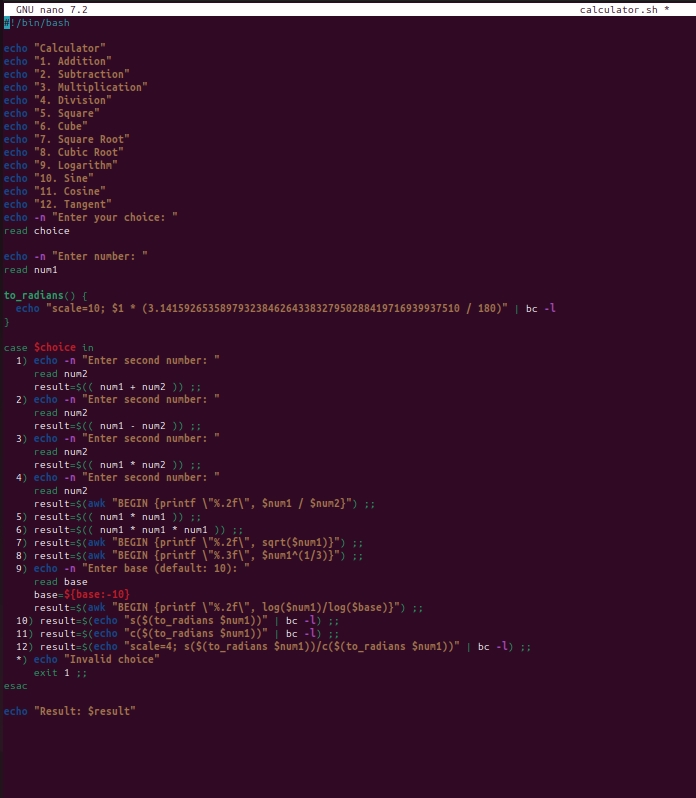 GNU nano 7.2 calculator.sh *
#!/bin/bash
echo "Calculator"
echo "1. Addition"
echo "2. Subtraction"
echo "3. Multiplication"
echo "4. Division"
echo "5. Square"
echo "6. Cube"
echo "7. Square Root"
echo "8. Cubic Root"
echo "9. Logarithm"
echo "10. Sine"
echo "11. Cosine"
echo "12. Tangent"
echo -n "Enter your choice: "
read choice
echo -n "Enter number: "
read num1
to_radians() {
  echo "scale=10; $1 * (3.14159265358979323846264338327950288419716939937510 / 180)" | bc -l
}
case $choice in
  1) echo -n "Enter second number: "
     read num2
     result=$(( num1 + num2 )) ;;
  2) echo -n "Enter second number: "
     read num2
     result=$(( num1 - num2 )) ;;
  3) echo -n "Enter second number: "
     read num2
     result=$(( num1 * num2 )) ;;
  4) echo -n "Enter second number: "
     read num2
     result=$(awk "BEGIN {printf \"%.2f\", $num1 / $num2}") ;;
  5) result=$(( num1 * num1 )) ;;
  6) result=$(( num1 * num1 * num1 )) ;;
  7) result=$(awk "BEGIN {printf \"%.2f\", sqrt($num1)}") ;;
  8) result=$(awk "BEGIN {printf \"%.3f\", $num1^(1/3)}") ;;
  9) echo -n "Enter base (default: 10): "
     read base
     base=${base:-10}
     result=$(awk "BEGIN {printf \"%.2f\", log($num1)/log($base)}") ;;
  10) result=$(echo "s($(to_radians $num1))" | bc -l) ;;
  11) result=$(echo "c($(to_radians $num1))" | bc -l) ;;
  12) result=$(echo "scale=4; s($(to_radians $num1))/c($(to_radians $num1))" | bc -l) ;;
  *) echo "Invalid choice"
     exit 1 ;;
esac
echo "Result: $result"